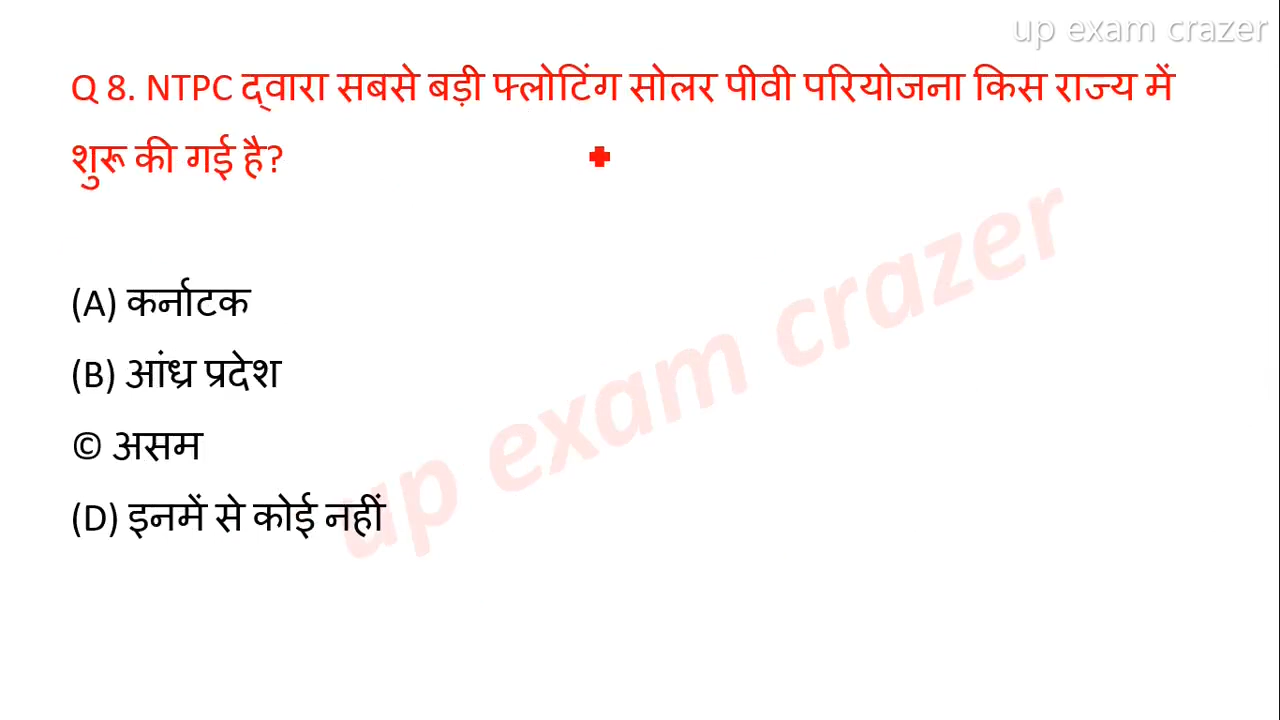 up exam crazer
Q 8. NTPC द्वारा सबसे बड़ी फ्लोटिंग सोलर पीवी परियोजना किस राज्य में
शुरू की गई है?
(A) कर्नाटक
(B) आंध्र प्रदेश
© असम
(D) इनमें से कोई नहीं
up exam crazer